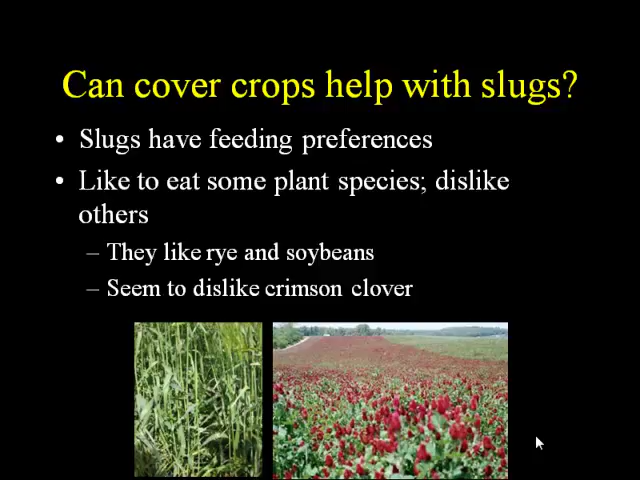 Can cover crops help with slugs?
• Slugs have feeding preferences
• Like to eat some plant species; dislike
others
– They like rye and soybeans
– Seem to dislike crimson clover